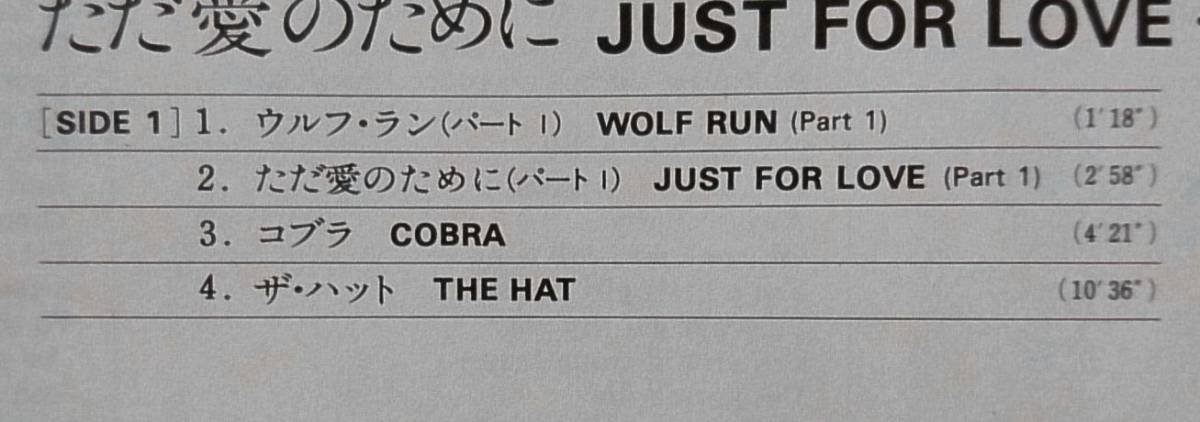 ただ愛のために JUST FOR LOVE
[SIDE 1] 1. ウルフ・ラン(パート I) WOLF RUN (Part 1) (1′18″)
2. ただ愛のために(パート I) JUST FOR LOVE (Part 1) (2′58″)
3. コブラ COBRA (4′21″)
4. ザ・ハット THE HAT (10′36″)